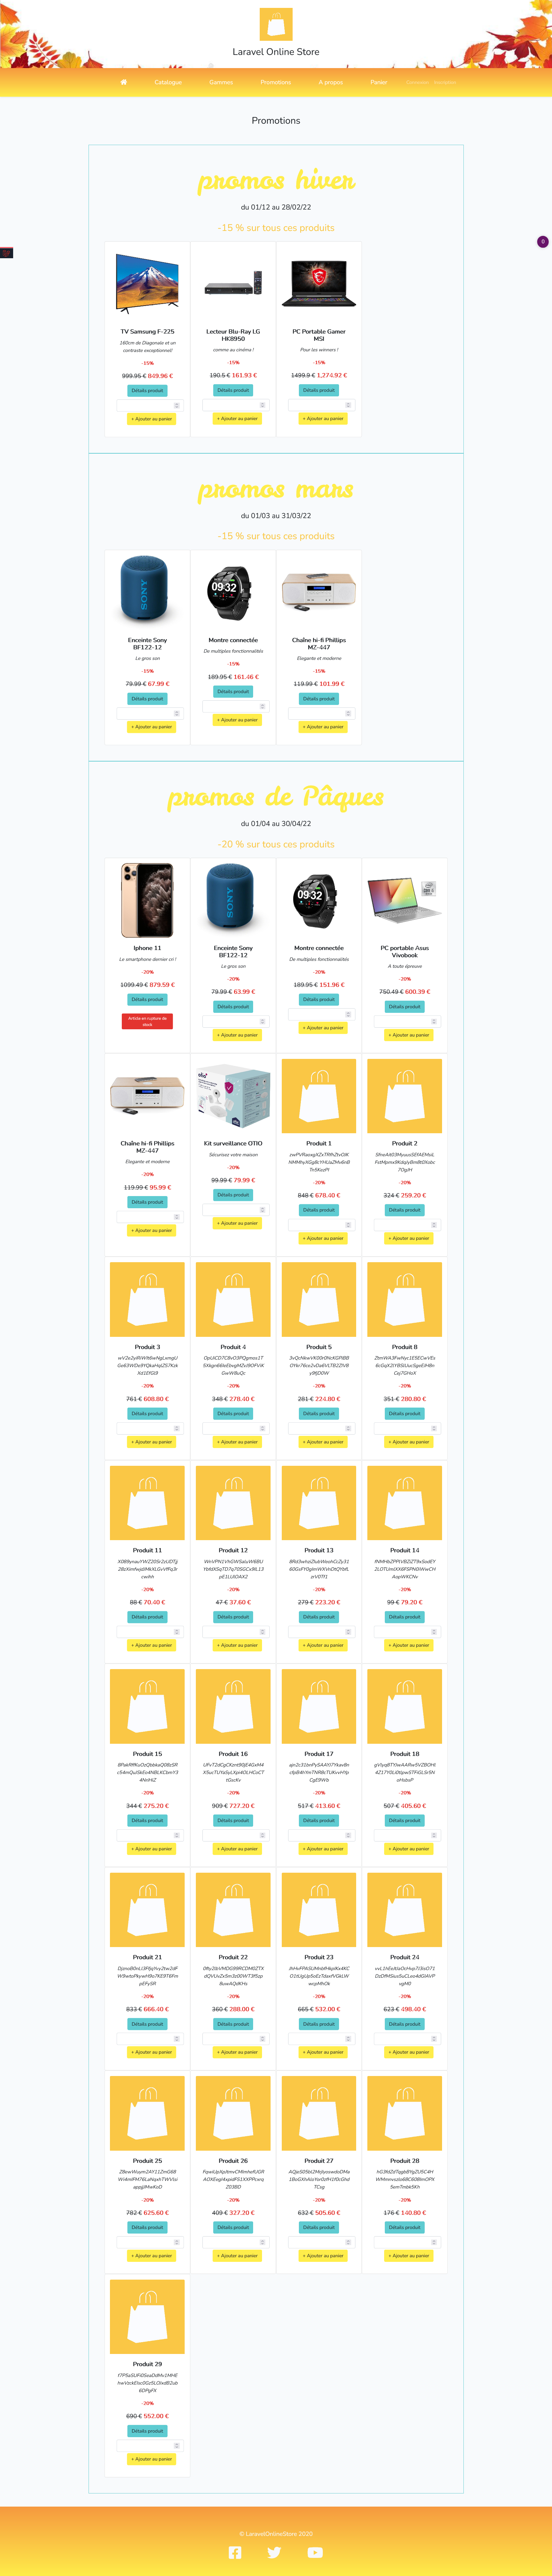 Laravel Online Store
Catalogue Gammes Promotions A propos Panier
Promotions
promos hiver
du 01/12 au 28/02/22
-15 % sur tous ces produits
TV Samsung F-225
160cm de Diagonale et un
contraste exceptionnel!
-15%
999.95 € 849.96 €
Détails produit
+ Ajouter au panier
Lecteur Blu-Ray LG
HK8950
comme au cinéma !
-15%
190.5 € 161.93 €
Détails produit
+ Ajouter au panier
PC Portable Gamer
MSI
Pour les winners !
-15%
1499.9 € 1,274.92 €
Détails produit
+ Ajouter au panier
promos mars
du 01/03 au 31/03/22
-15 % sur tous ces produits
Enceinte Sony
BF122-12
Le gros son
-15%
79.99 € 67.99 €
Détails produit
+ Ajouter au panier
Montre connectée
De multiples fonctionnalités
-15%
189.95 € 161.46 €
Détails produit
+ Ajouter au panier
Chaîne hi-fi Phillips
MZ-447
Elegante et moderne
-15%
119.99 € 101.99 €
Détails produit
+ Ajouter au panier
promos de Pâques
du 01/04 au 30/04/22
-20 % sur tous ces produits
Iphone 11
Le smartphone dernier cri !
-20%
1099.49 € 879.59 €
Détails produit
Article en rupture de
stock
Enceinte Sony
BF122-12
Le gros son
-20%
79.99 € 63.99 €
Détails produit
+ Ajouter au panier
Montre connectée
De multiples fonctionnalités
-20%
189.95 € 151.96 €
Détails produit
+ Ajouter au panier
PC portable Asus
Vivobook
A toute épreuve
-20%
750.49 € 600.39 €
Détails produit
+ Ajouter au panier
Chaîne hi-fi Phillips
MZ-447
Elegante et moderne
-20%
119.99 € 95.99 €
Détails produit
+ Ajouter au panier
Kit surveillance OTIO
Sécurisez votre maison
-20%
99.99 € 79.99 €
Détails produit
+ Ajouter au panier
Produit 1
-20%
848 € 678.40 €
Détails produit
+ Ajouter au panier
Produit 2
-20%
324 € 259.20 €
Détails produit
+ Ajouter au panier
Produit 3
-20%
761 € 608.80 €
Détails produit
+ Ajouter au panier
Produit 4
-20%
348 € 278.40 €
Détails produit
+ Ajouter au panier
Produit 5
-20%
281 € 224.80 €
Détails produit
+ Ajouter au panier
Produit 8
-20%
351 € 280.80 €
Détails produit
+ Ajouter au panier
Produit 11
-20%
88 € 70.40 €
Détails produit
+ Ajouter au panier
Produit 12
-20%
47 € 37.60 €
Détails produit
+ Ajouter au panier
Produit 13
-20%
279 € 223.20 €
Détails produit
+ Ajouter au panier
Produit 14
-20%
99 € 79.20 €
Détails produit
+ Ajouter au panier
Produit 15
-20%
344 € 275.20 €
Détails produit
+ Ajouter au panier
Produit 16
-20%
909 € 727.20 €
Détails produit
+ Ajouter au panier
Produit 17
-20%
517 € 413.60 €
Détails produit
+ Ajouter au panier
Produit 18
-20%
507 € 405.60 €
Détails produit
+ Ajouter au panier
Produit 21
-20%
833 € 666.40 €
Détails produit
+ Ajouter au panier
Produit 22
-20%
360 € 288.00 €
Détails produit
+ Ajouter au panier
Produit 23
-20%
665 € 532.00 €
Détails produit
+ Ajouter au panier
Produit 24
-20%
623 € 498.40 €
Détails produit
+ Ajouter au panier
Produit 25
-20%
782 € 625.60 €
Détails produit
+ Ajouter au panier
Produit 26
-20%
409 € 327.20 €
Détails produit
+ Ajouter au panier
Produit 27
-20%
632 € 505.60 €
Détails produit
+ Ajouter au panier
Produit 28
-20%
176 € 140.80 €
Détails produit
+ Ajouter au panier
Produit 29
-20%
690 € 552.00 €
Détails produit
+ Ajouter au panier
© LaravelOnlineStore 2020